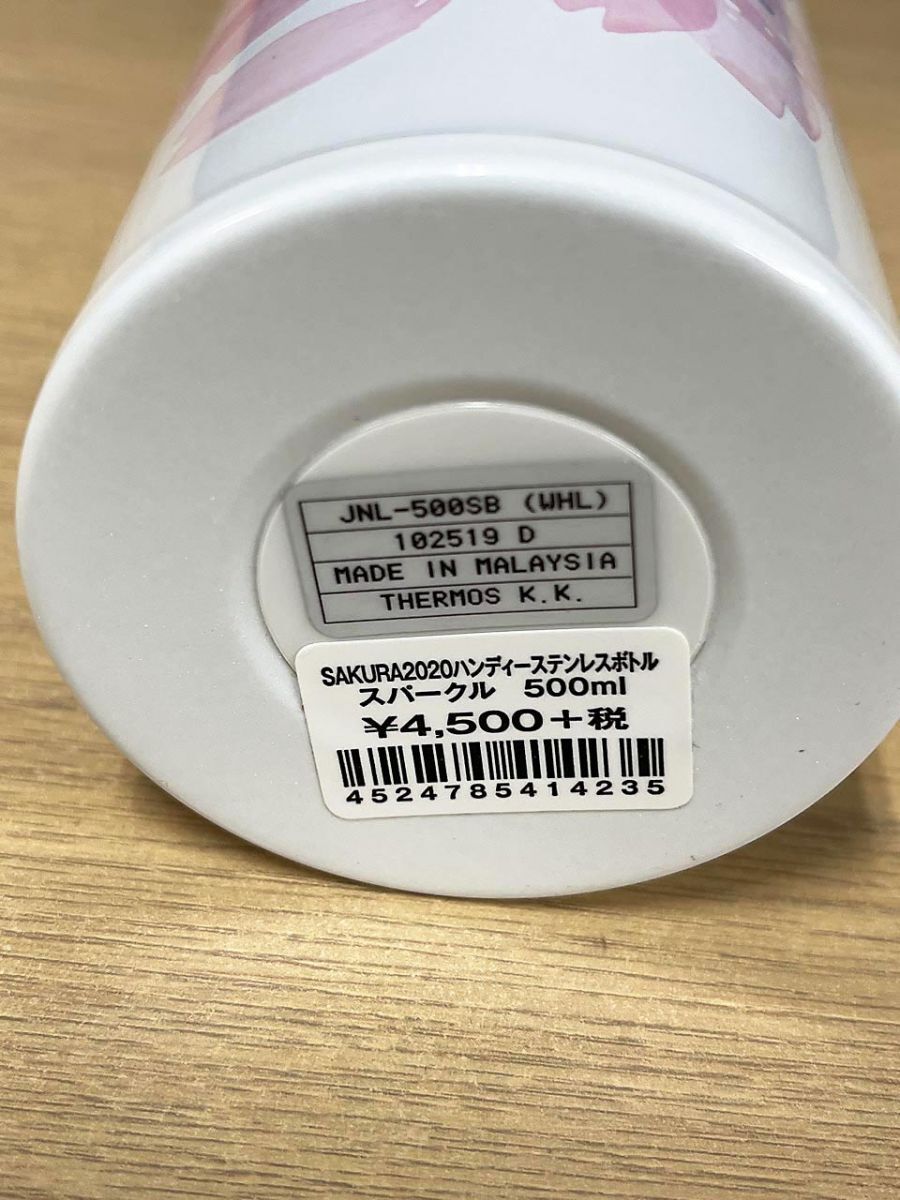 JNL-500SB (WHL)
102519 D
MADE IN MALAYSIA
THERMOS K.K.
SAKURA2020ハンディーステンレスボトル
スパークル 500ml
¥4,500+税
4524785414235